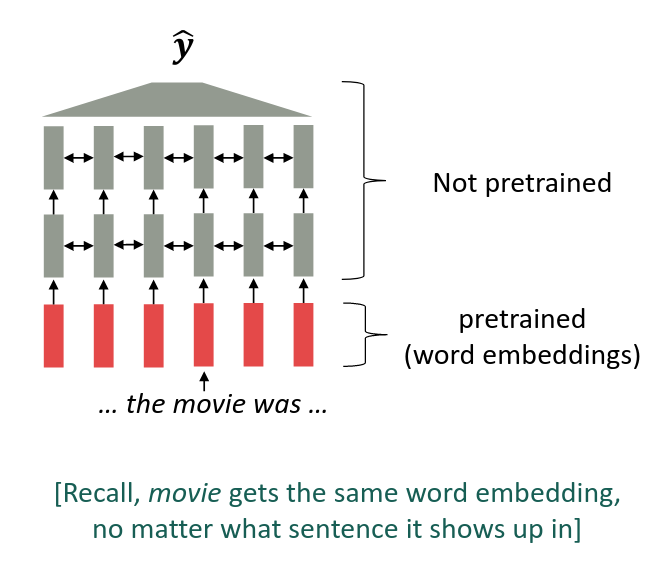 ŷ
Not pretrained
pretrained
(word embeddings)
... the movie was ...
[Recall, movie gets the same word embedding,
no matter what sentence it shows up in]